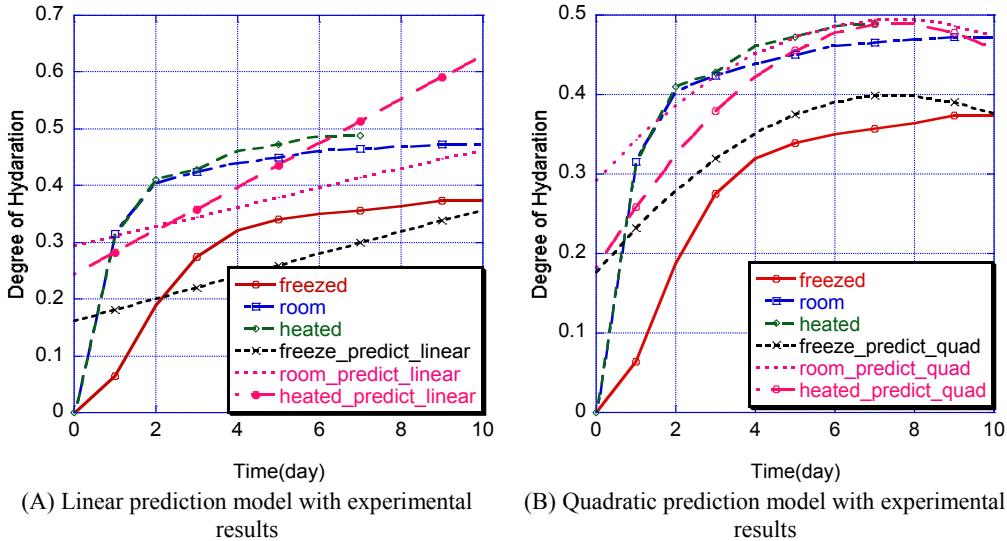 0.7
0.6
0.5
0.4
0.3
0.2
0.1
0
Degree of Hydaration
freezed
room
heated
freeze_predict_linear
room_predict_linear
heated_predict_linear
0 2 4 6 8 10
Time(day)
(A) Linear prediction model with experimental
results
0.5
0.4
0.3
0.2
0.1
0
Degree of Hydaration
freezed
room
heated
freeze_predict_quad
room_predict_quad
heated_predict_quad
0 2 4 6 8 10
Time(day)
(B) Quadratic prediction model with experimental
results